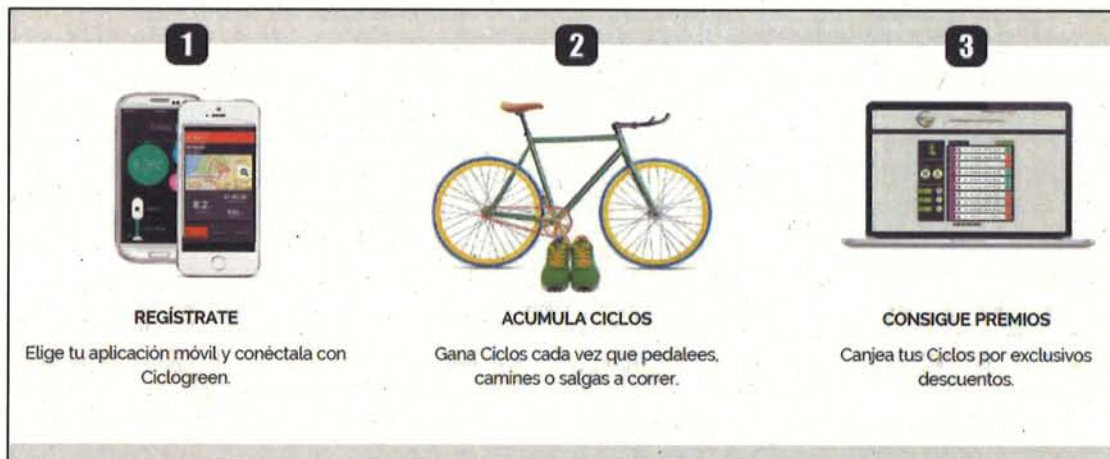 1
2
3
REGÍSTRATE
Elige tu aplicación móvil y conéctala con
Ciclogreen.
ACUMULA CICLOS
Gana Ciclos cada vez que pedalees,
camines o salgas a correr.
CONSIGUE PREMIOS
Canjea tus Ciclos por exclusivos
descuentos.